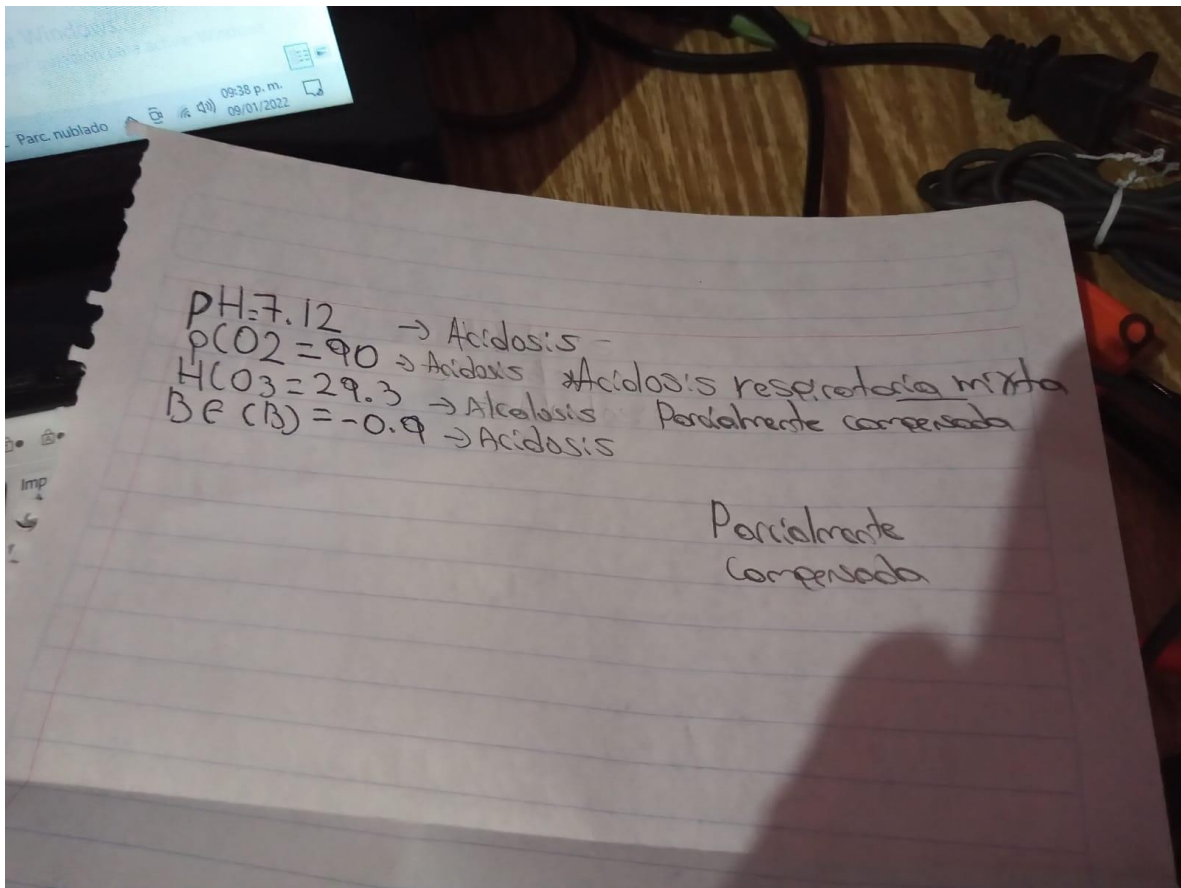 09:38 p. m.
Parc. nublado
09/01/2022
pH=7.12 → Acidosis -
pCO2 = 90 → Acidosis *Acidosis respiratoria mixta
HCO3 = 29.3 → Alcalosis Parcialmente compensada
BE (B) = -0.9 → Acidosis
Imp
Parcialmente
compensada